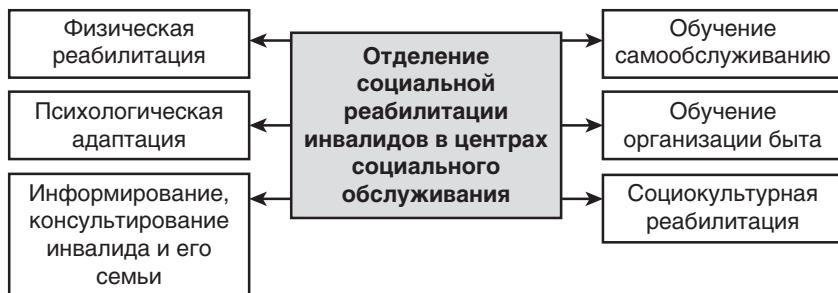 Физическая
реабилитация
Психологическая
адаптация
Информирование,
консультирование
инвалида и его
семьи
Отделение
социальной
реабилитации
инвалидов в центрах
социального
обслуживания
Обучение
самообслуживанию
Обучение
организации быта
Социокультурная
реабилитация